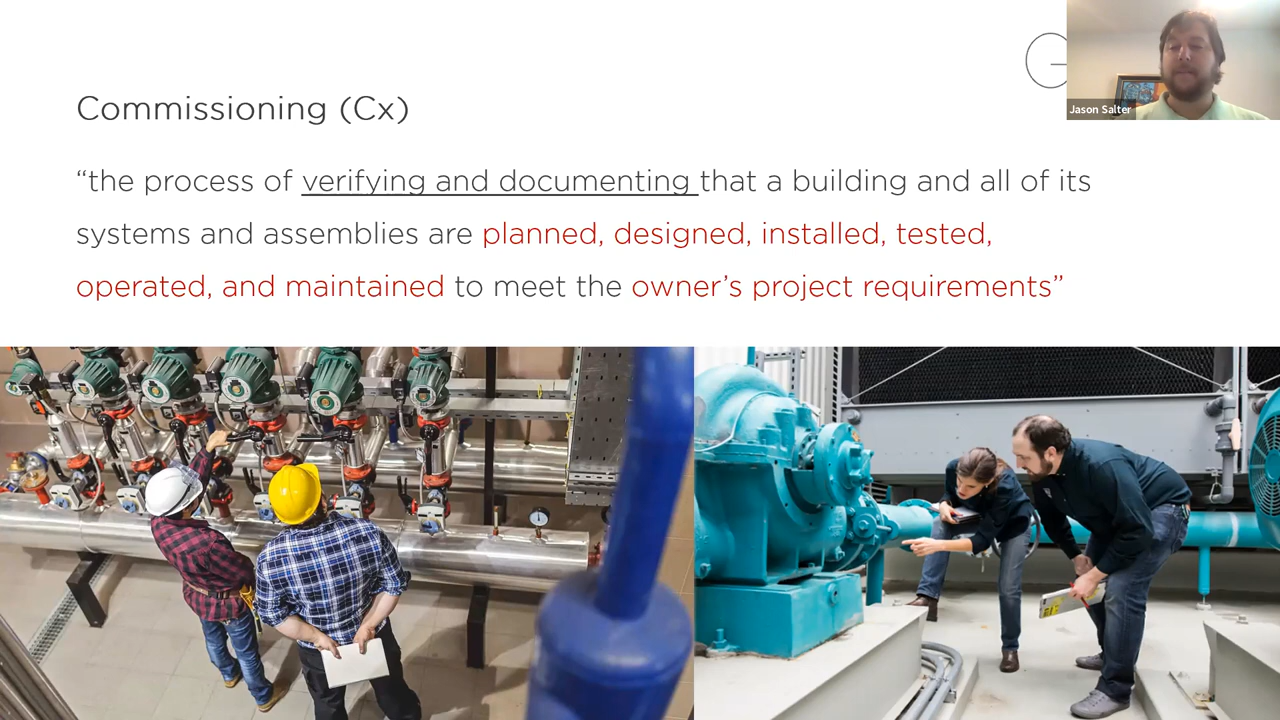 G
Jason Salter
Commissioning (Cx)
“the process of verifying and documenting that a building and all of its
systems and assemblies are planned, designed, installed, tested,
operated, and maintained to meet the owner’s project requirements”